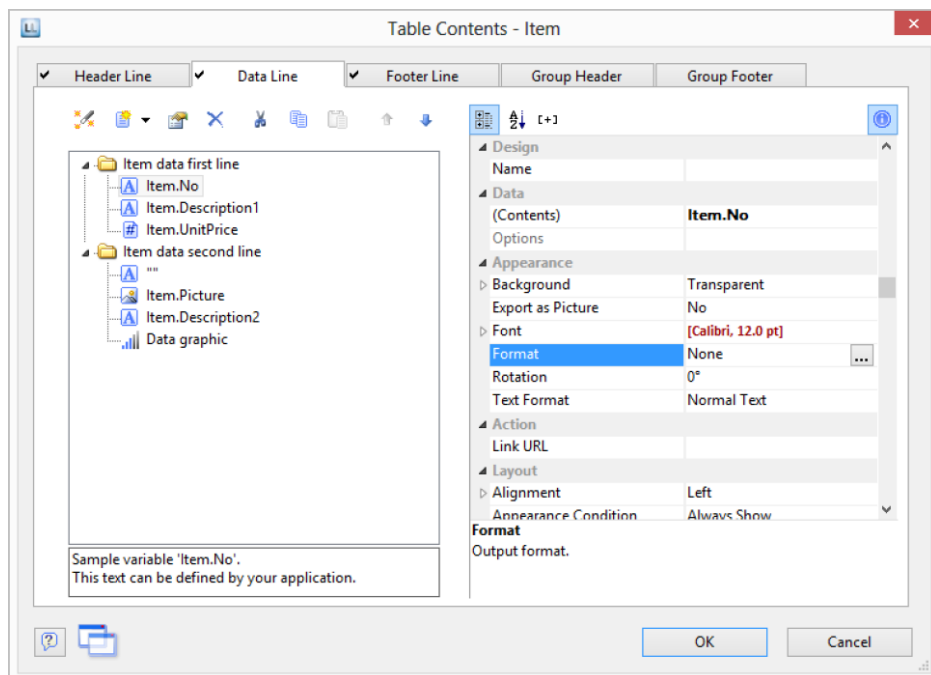 Table Contents - Item
Header Line
Data Line
Footer Line
Group Header
Group Footer
Item data first line
Item.No
Item.Description1
Item.UnitPrice
Item data second line
""
Item.Picture
Item.Description2
Data graphic
Sample variable 'Item.No'.
This text can be defined by your application.
Design
Name
Data
(Contents) Item.No
Options
Appearance
Background Transparent
Export as Picture No
Font [Calibri, 12.0 pt]
Format None ...
Rotation 0°
Text Format Normal Text
Action
Link URL
Layout
Alignment Left
Appearance Condition Always Show
Format
Output format.
OK
Cancel